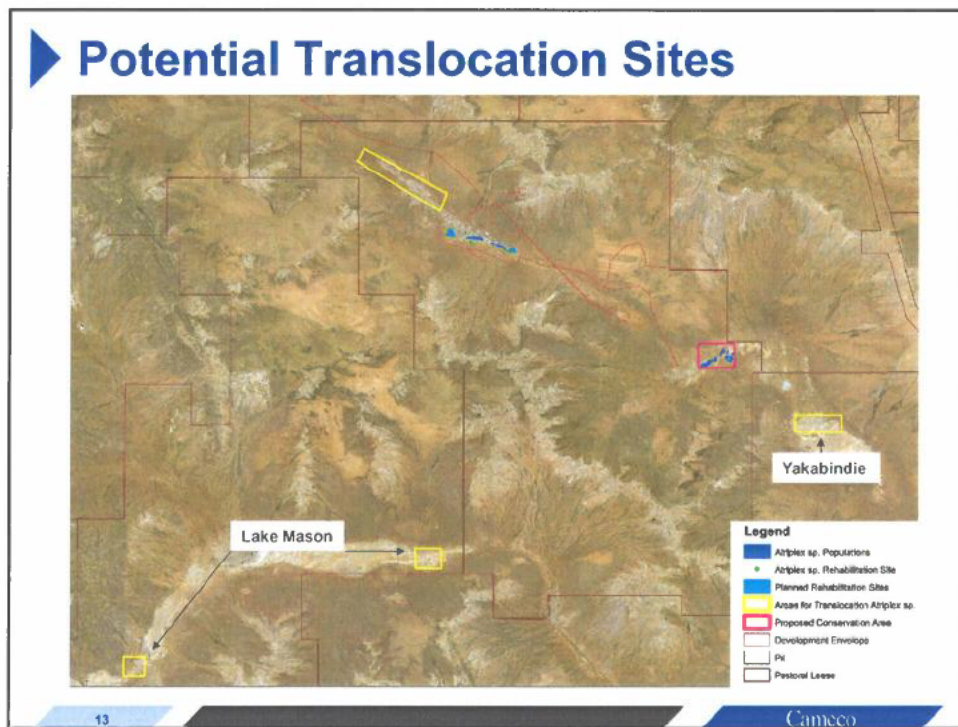 Potential Translocation Sites
Yakabindie
Lake Mason
Legend
Atriplex sp. Populations
Atriplex sp. Rehabilitation Site
Planned Rehabilitation Sites
Areas for Translocation Atriplex sp.
Proposed Conservation Area
Development Envelope
Pit
Pastoral Lease
13
Cameco